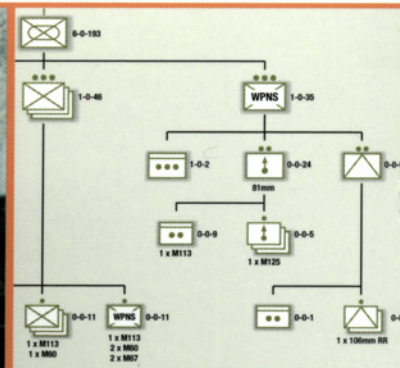 6-0-193
1-0-46
WPNS 1-0-35
1-0-2
0-0-24
81mm
0-0-9
1 x M113
0-0-5
1 x M125
0-0-11
1 x M113
1 x M60
WPNS 0-0-11
1 x M113
2 x M60
2 x M67
0-0-1
1 x 106mm RR